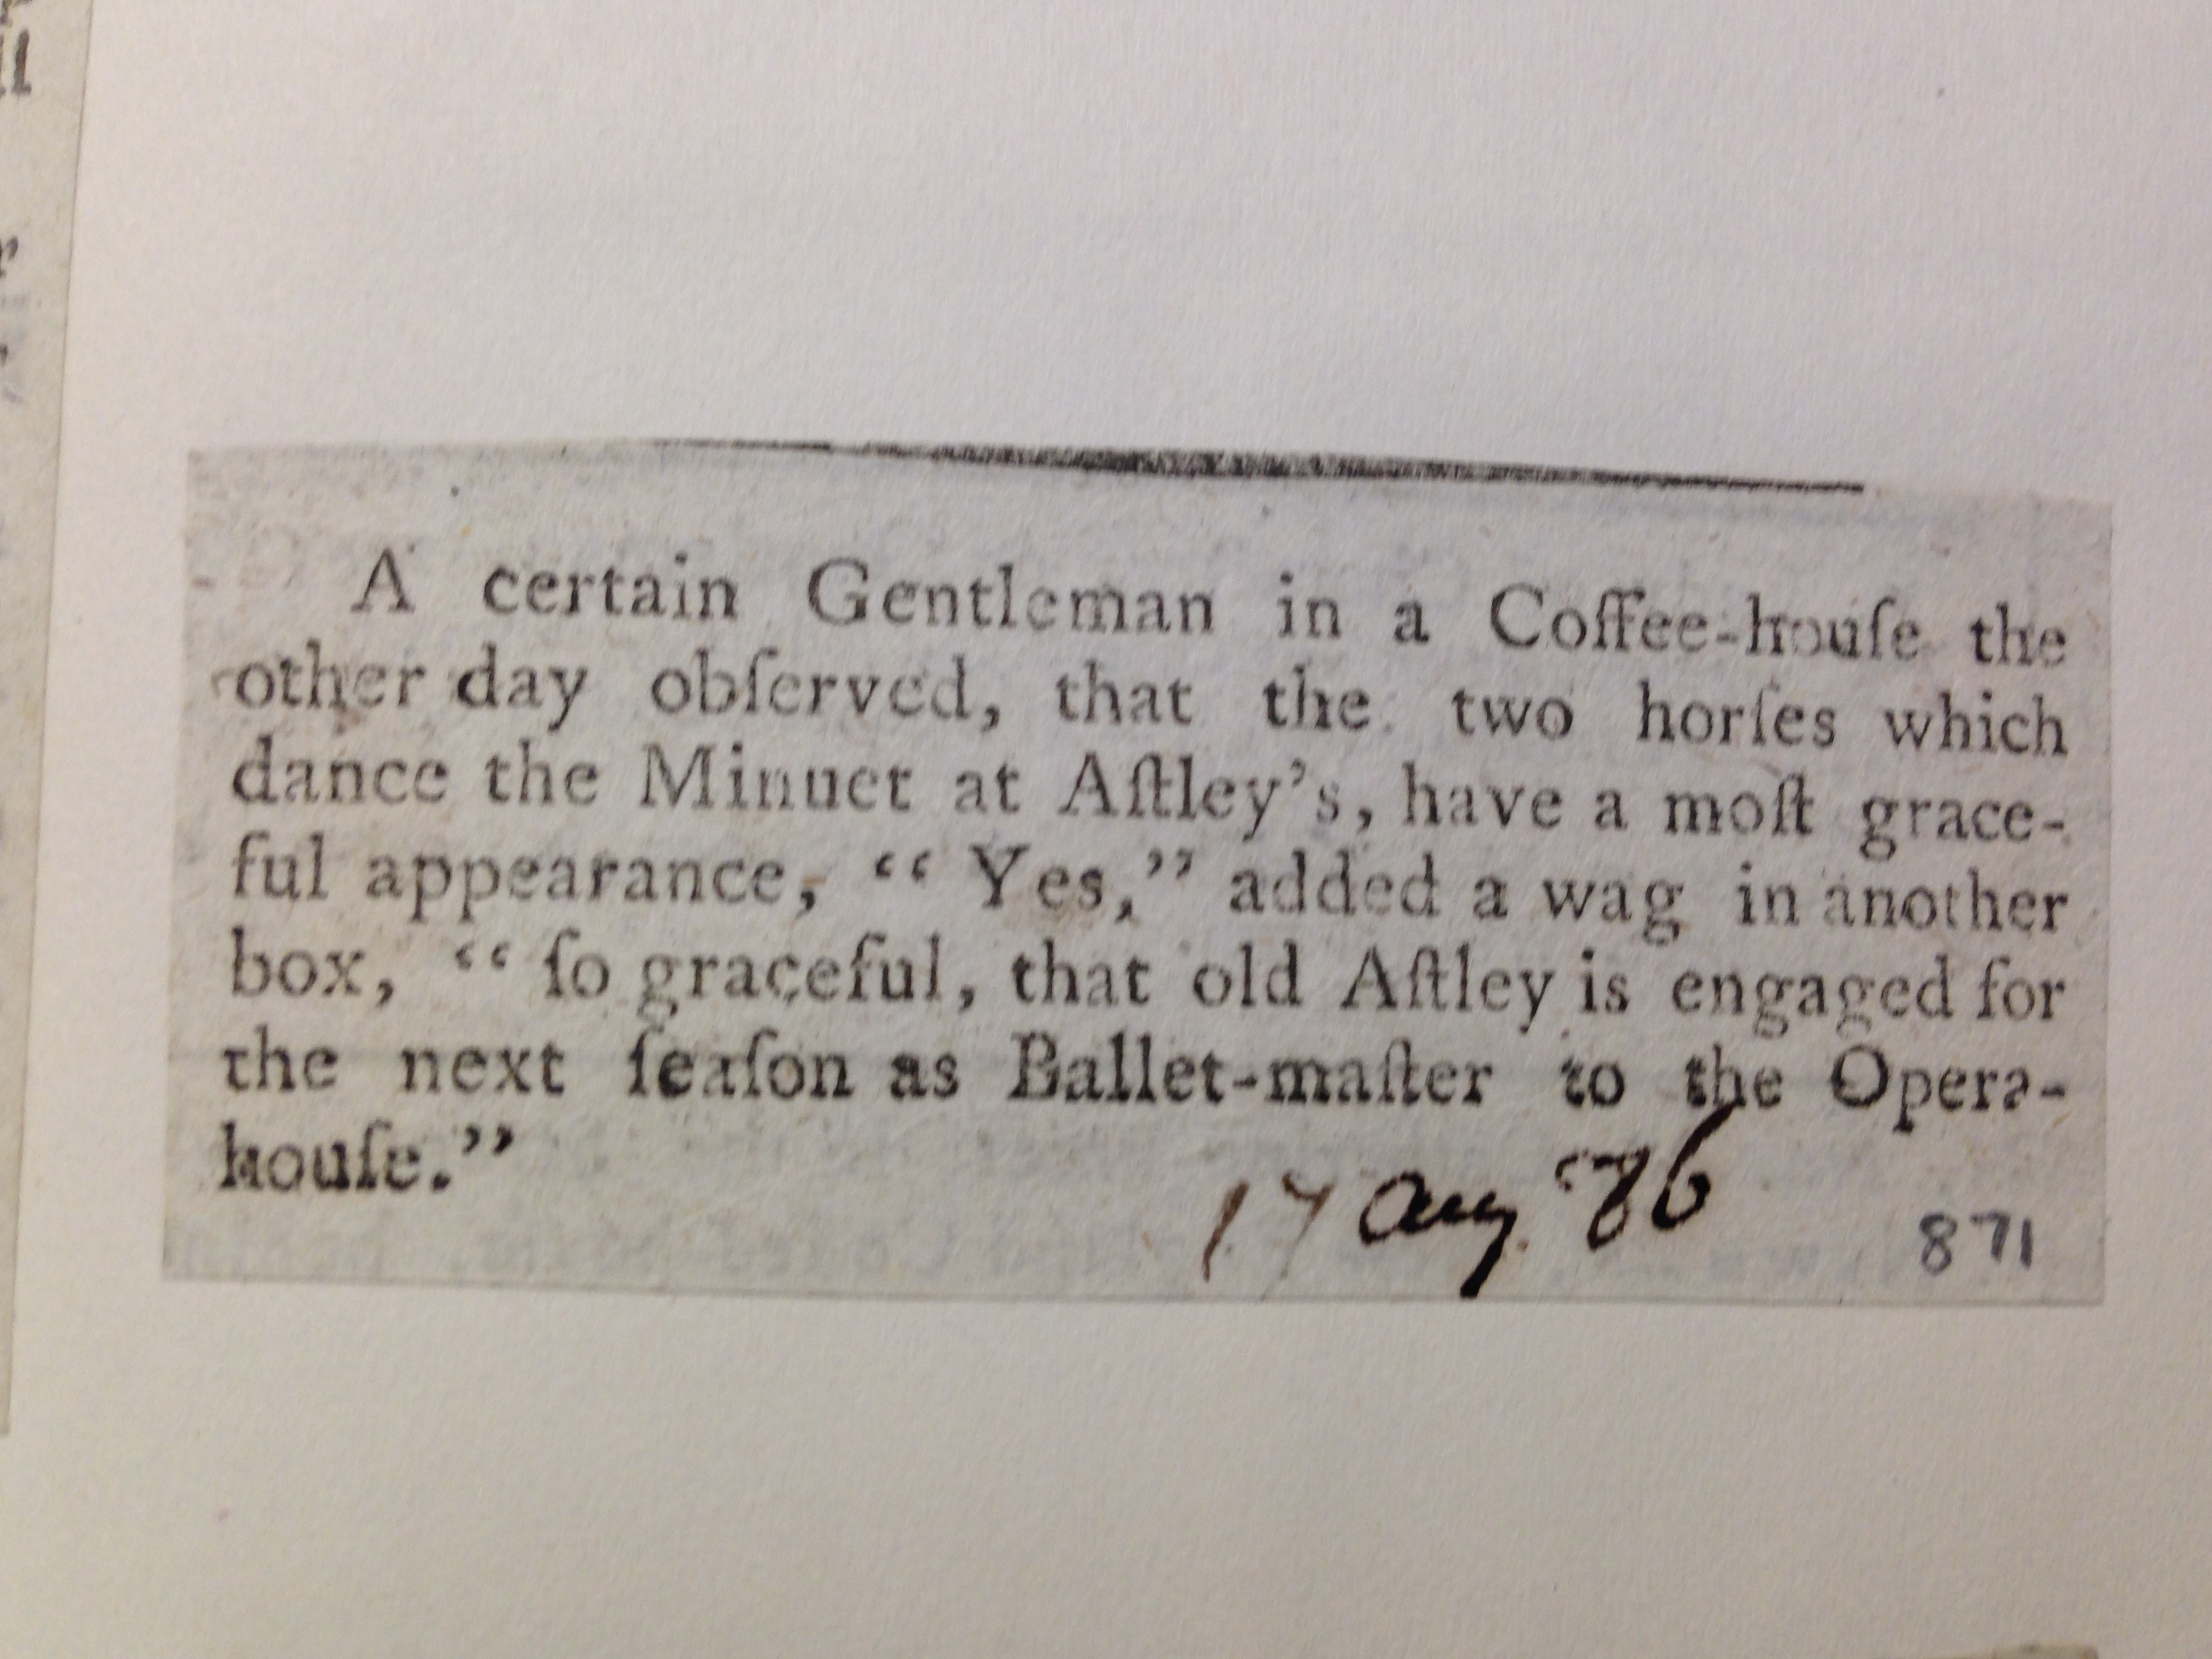 A certain Gentleman in a Coffee-houſe the
other day obſerved, that the two horſes which
dance the Minuet at Aſtley's, have a moſt grace-
ful appearance, “ Yes,” added a wag in another
box, “ ſo graceful, that old Aſtley is engaged for
the next ſeaſon as Ballet-maſter to the Opera-
houſe.”
17 Aug 86
871